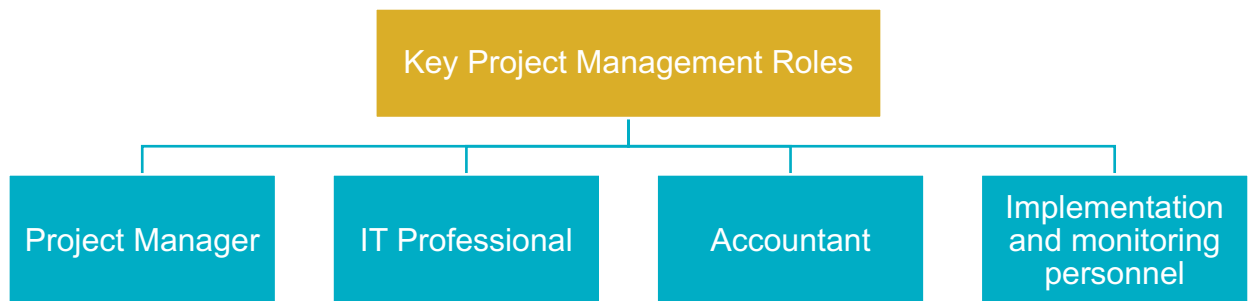 Key Project Management Roles
Project Manager
IT Professional
Accountant
Implementation
and monitoring
personnel